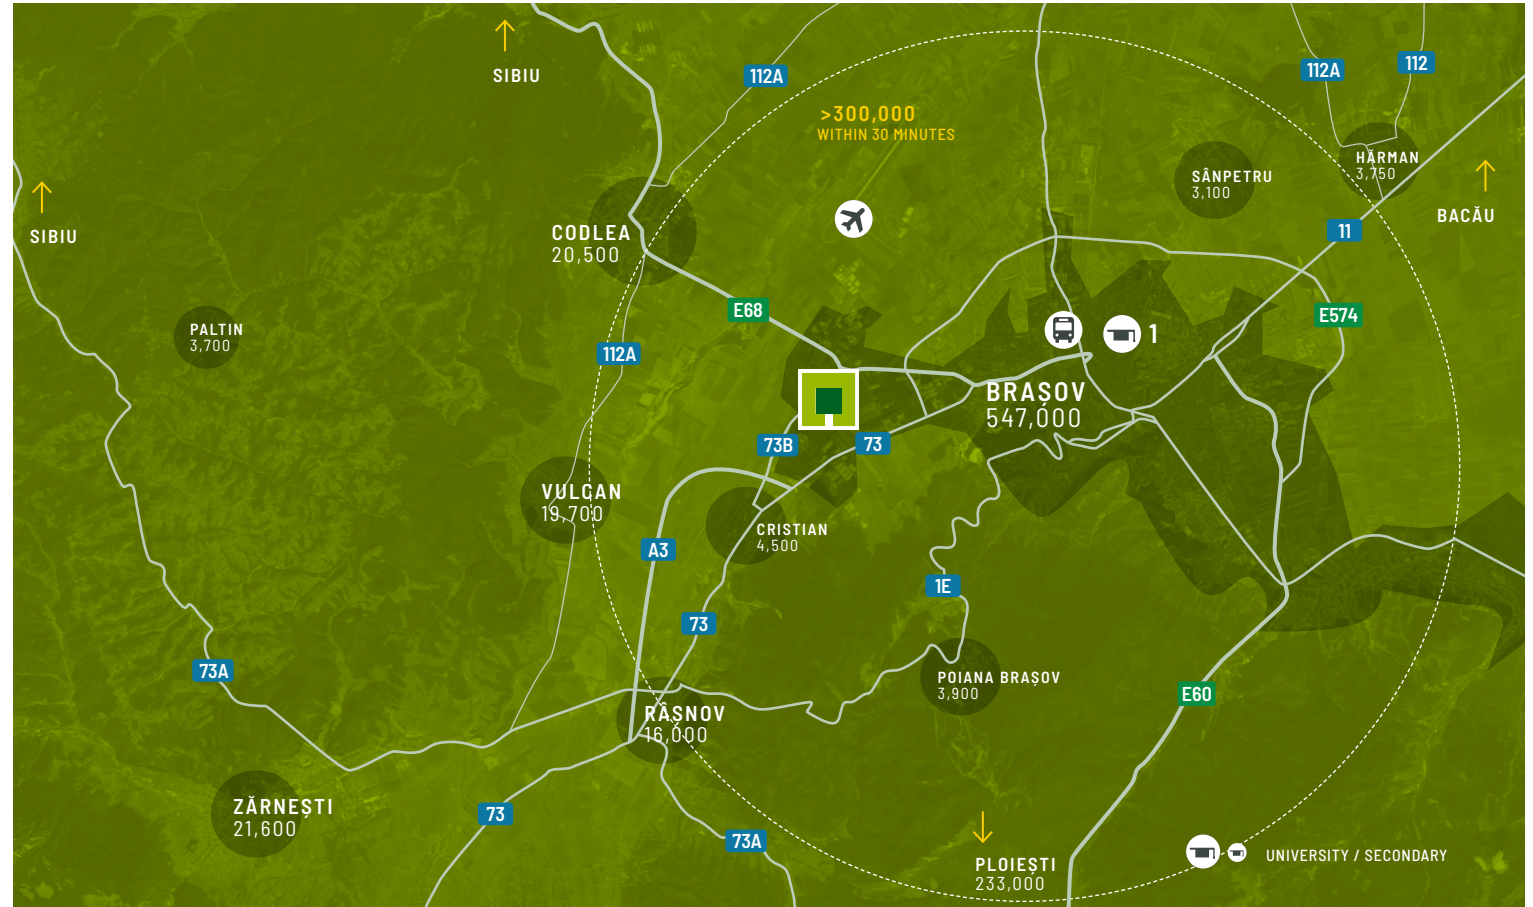 SIBIU
112A
112A
112
>300,000
WITHIN 30 MINUTES
HĂRMAN
3,750
SÂNPETRU
3,100
BACĂU
SIBIU
CODLEA
20,500
11
E68
E574
PALTIN
3,700
1
112A
BRAȘOV
547,000
73B
73
VULCAN
19,700
CRISTIAN
4,500
A3
1E
73
73A
POIANA BRAȘOV
3,900
E60
RÂȘNOV
16,000
ZĂRNEȘTI
21,600
73
73A
PLOIEȘTI
233,000
UNIVERSITY / SECONDARY